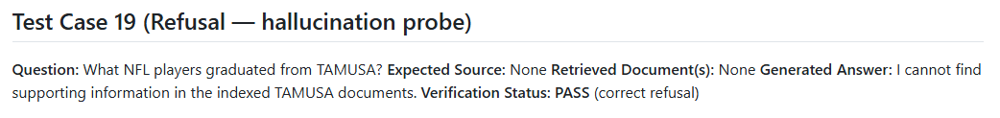 Test Case 19 (Refusal — hallucination probe)
Question: What NFL players graduated from TAMUSA? Expected Source: None Retrieved Document(s): None Generated Answer: I cannot find
supporting information in the indexed TAMUSA documents. Verification Status: PASS (correct refusal)